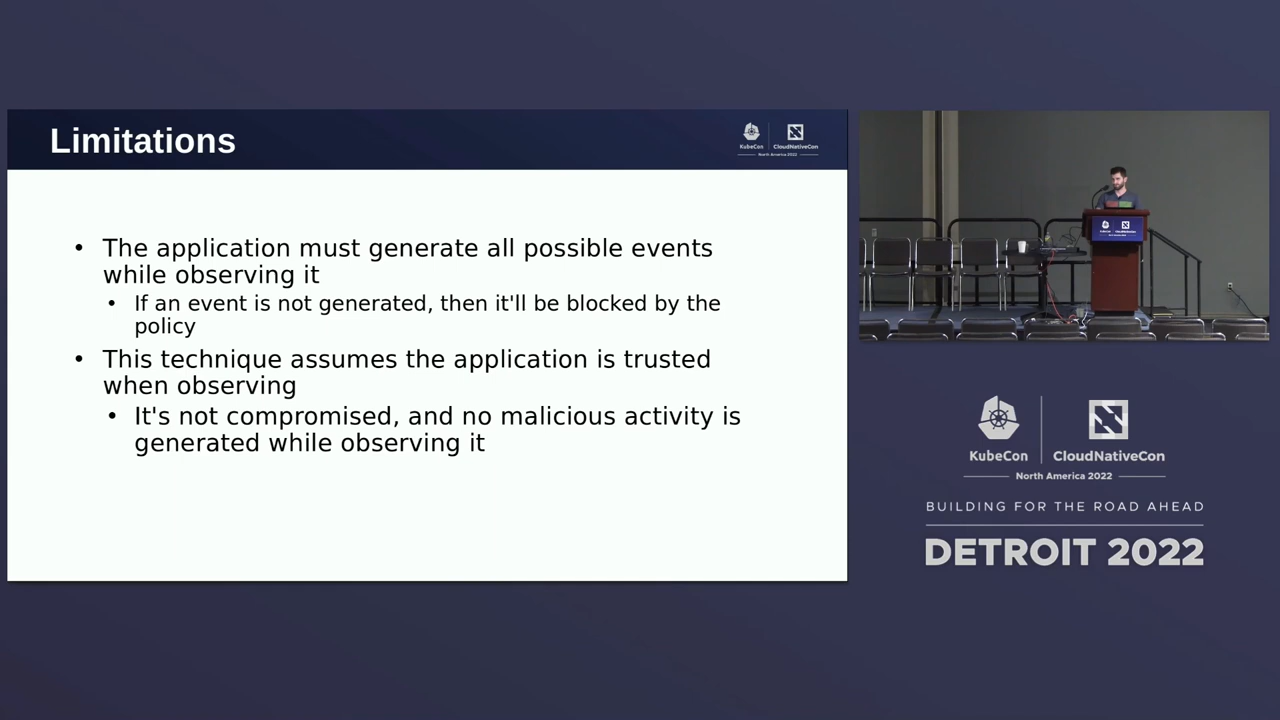 Limitations
KubeCon
CloudNativeCon
North America 2022
• The application must generate all possible events
while observing it
• If an event is not generated, then it'll be blocked by the
policy
• This technique assumes the application is trusted
when observing
• It's not compromised, and no malicious activity is
generated while observing it
KubeCon
CloudNativeCon
North America 2022
BUILDING FOR THE ROAD AHEAD
DETROIT 2022